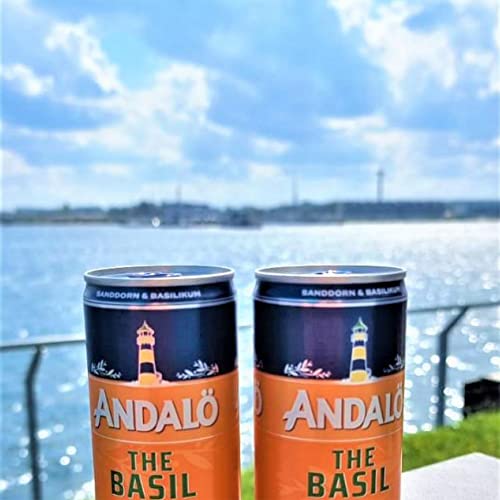 SANDDORN & BASILIKUM
ANDALÖ
THE
BASIL
SANDDORN & BASILIKUM
ANDALÖ
THE
BASIL